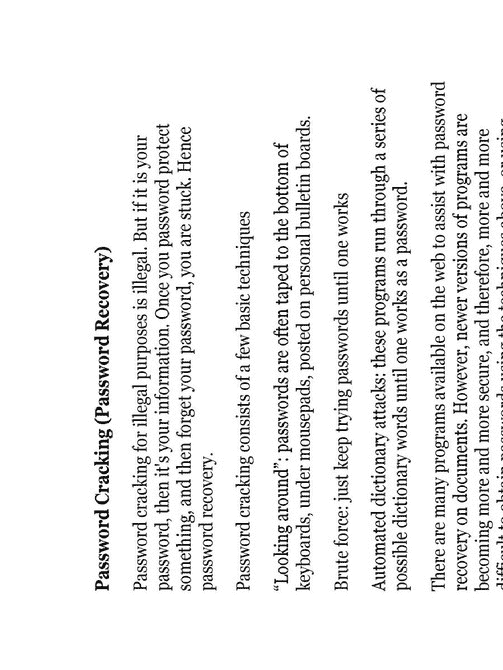 Password Cracking (Password Recovery)
Password cracking for illegal purposes is illegal. But if it is your
password, then it's your information. Once you password protect
something, and then forget your password, you are stuck. Hence
password recovery.
Password cracking consists of a few basic techniques
“Looking around”: passwords are often taped to the bottom of
keyboards, under mousepads, posted on personal bulletin boards.
Brute force: just keep trying passwords until one works
Automated dictionary attacks: these programs run through a series of
possible dictionary words until one works as a password.
There are many programs available on the web to assist with password
recovery on documents. However, newer versions of programs are
becoming more and more secure, and therefore, more and more